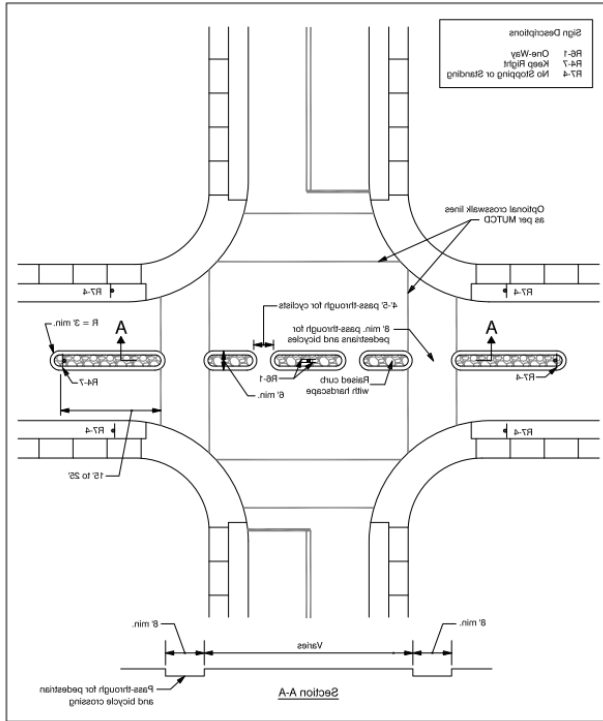 Sign Descriptions
R6-1 One-Way
R4-7 Keep Right
R7-4 No Stopping or Standing
Optional crosswalk lines
as per MUTCD
R7-4
R7-4
4'-5' pass-through for cyclists
8' min. pass-through for
pedestrians and bicycles
R = 3' min.
A
A
R4-7
R7-4
R6-1
6' min.
Raised curb
with hardscape
15' to 25'
R7-4
R7-4
8' min.
Varies
8' min.
Pass-through for pedestrian
and bicycle crossing
Section A-A